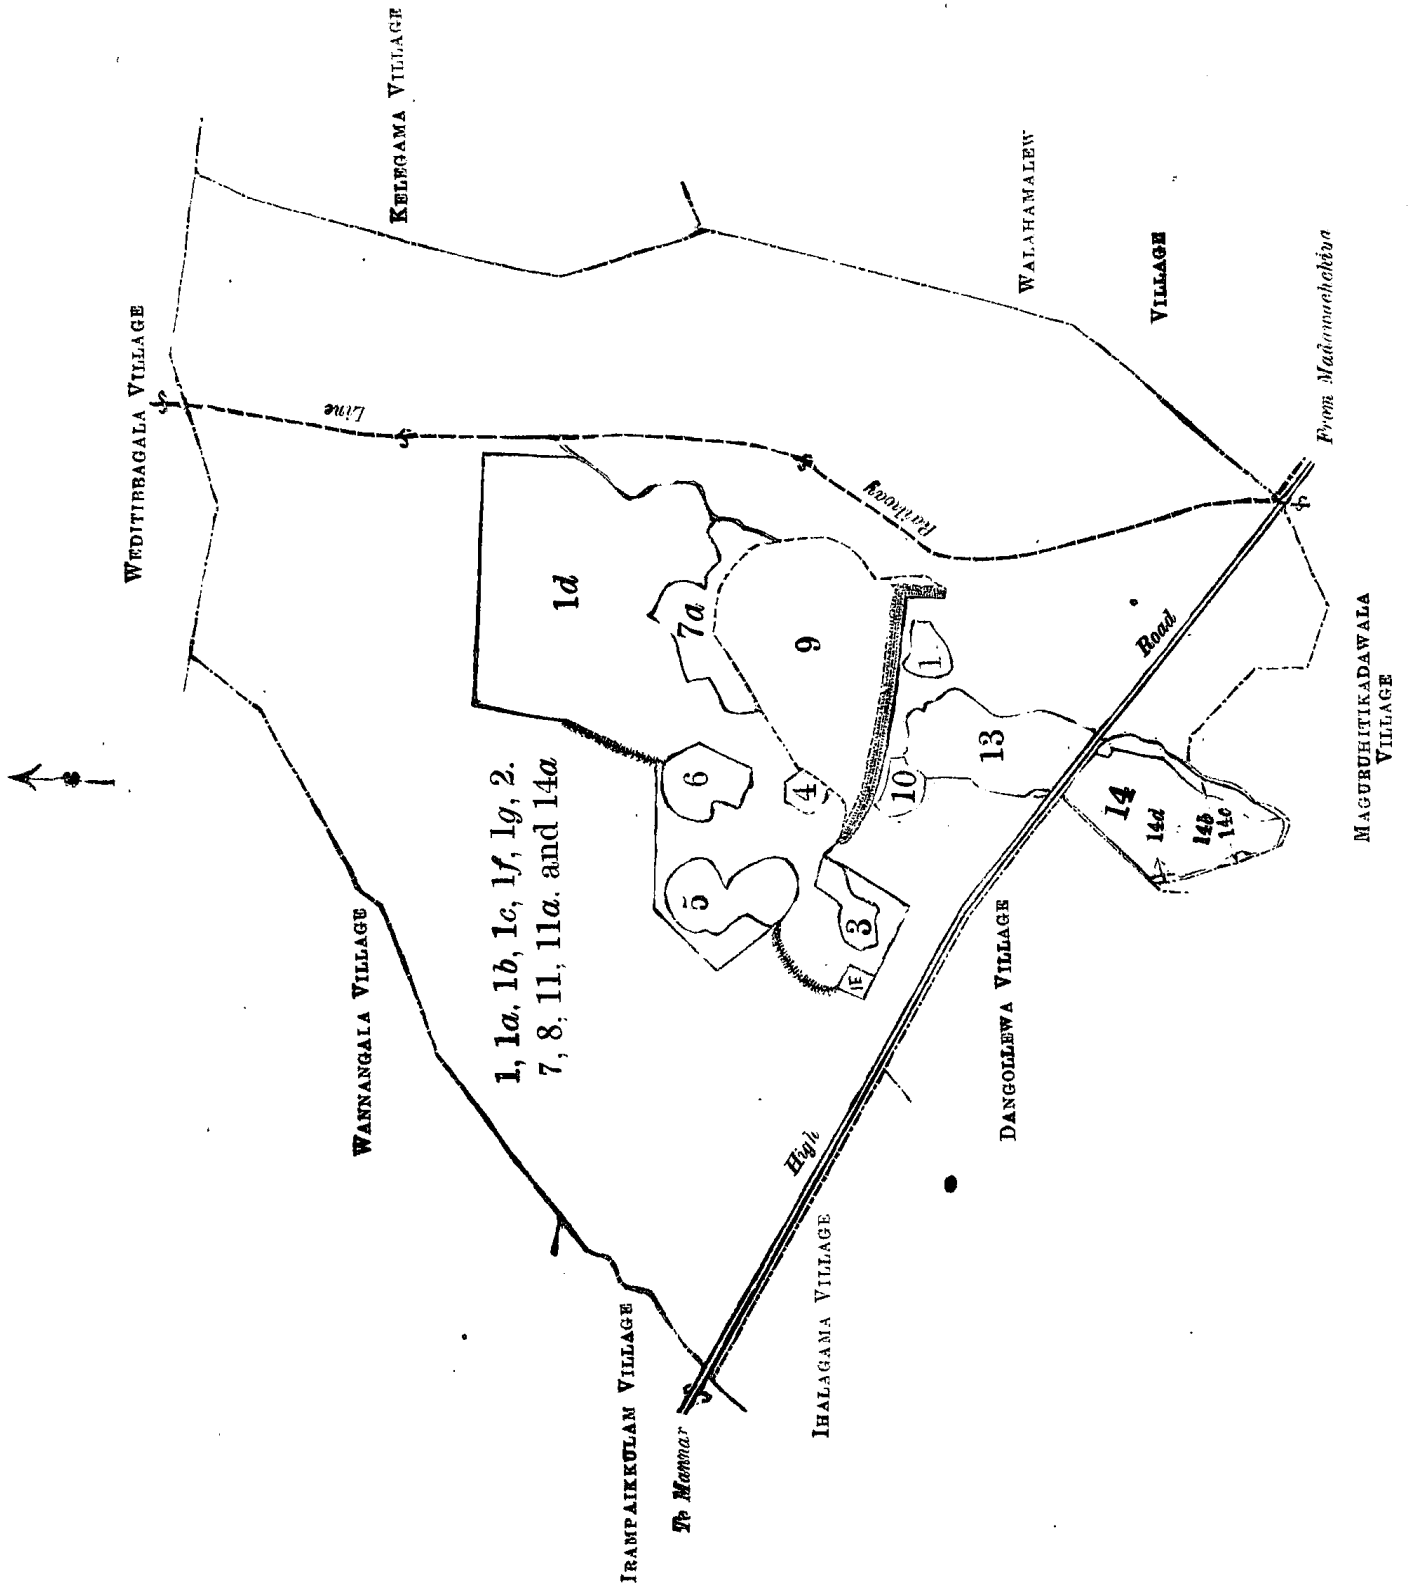 WEDITIBBAGALA VILLAGE
KELEGAMA VILLAGE
WANNANGALA VILLAGE
IRAMPAIKKULAM VILLAGE
To Mannar
IHALAGAMA VILLAGE
DANGOLLEWA VILLAGE
MAGURUHITIKADAWALA
VILLAGE
WALAHAMALEW
VILLAGE
From Madawachchiya
High
Road
Railway
Line
1, 1a, 1b, 1c, 1f, 1g, 2.
7, 8, 11, 11a. and 14a
1d
7a
9
6
5
4
3
1E
10
1
13
14
14d
14b
14c